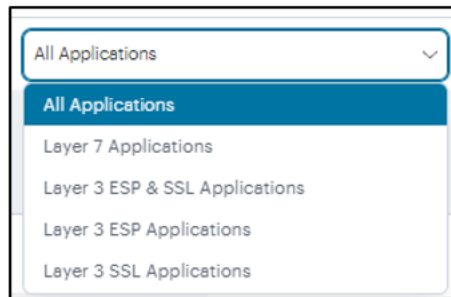 All Applications
All Applications
Layer 7 Applications
Layer 3 ESP & SSL Applications
Layer 3 ESP Applications
Layer 3 SSL Applications